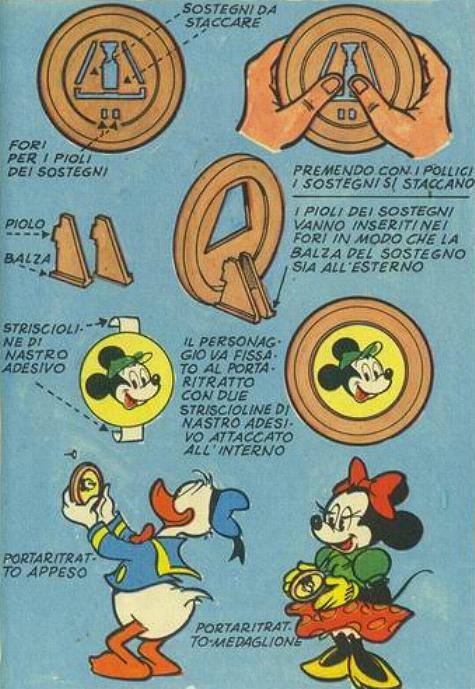 SOSTEGNI DA
STACCARE
FORI
PER I PIOLI
DEI SOSTEGNI
PREMENDO CON I POLLICI
I SOSTEGNI SI STACCANO
PIOLO
BALZA
I PIOLI DEI SOSTEGNI
VANNO INSERITI NEI
FORI IN MODO CHE LA
BALZA DEL SOSTEGNO
SIA ALL'ESTERNO
STRISCIOLI-
NE DI
NASTRO
ADESIVO
IL PERSONAG-
GIO VA FISSA-
TO AL PORTA-
RITRATTO
CON DUE
STRISCIOLINE DI
NASTRO ADESI-
VO ATTACCATO
ALL'INTERNO
PORTARITRAT-
TO APPESO
PORTARITRAT-
TO-MEDAGLIONE